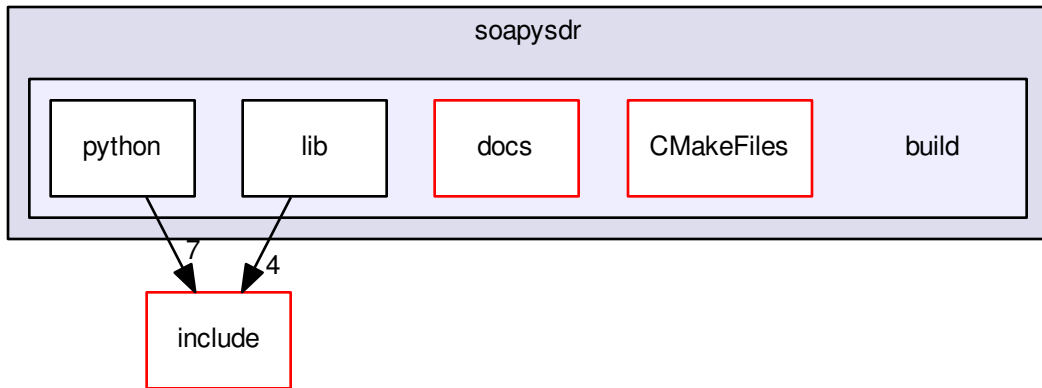 soapysdr
python
lib
docs
CMakeFiles
build
7
4
include